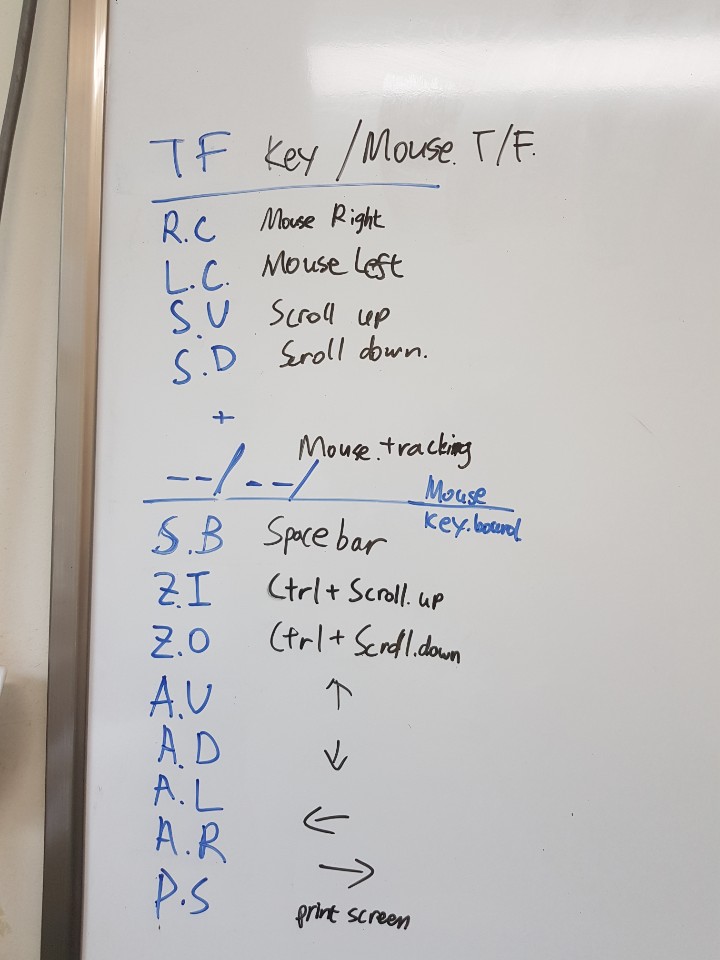 TF Key /Mouse. T/F.
R.C Mouse Right
L.C. Mouse Left
S.U Scroll up
S.D Scroll down.
+
--/--/ Mouse.tracking
Mouse
Key.board
S.B Space bar
Z.I Ctrl + Scroll.up
Z.O Ctrl + Scroll.down
A.U ↑
A.D ↓
A.L ←
A.R →
P.S print screen